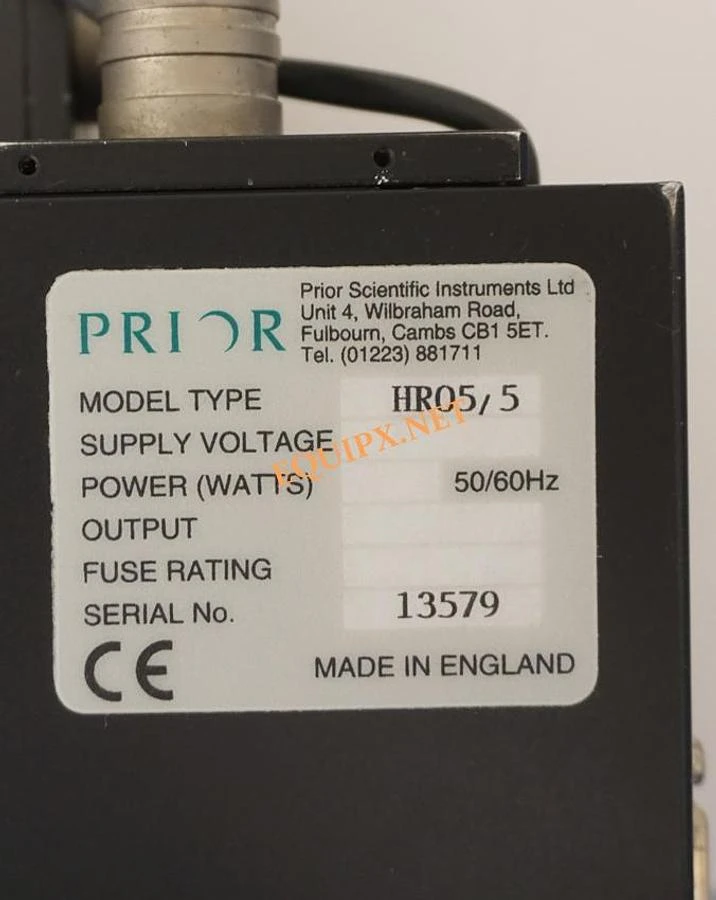 PRIOR
Prior Scientific Instruments Ltd
Unit 4, Wilbraham Road,
Fulbourn, Cambs CB1 5ET.
Tel. (01223) 881711
MODEL TYPE HRO5/5
SUPPLY VOLTAGE
POWER (WATTS) 50/60Hz
OUTPUT
FUSE RATING
SERIAL No. 13579
CE MADE IN ENGLAND
EQUIPX.NET